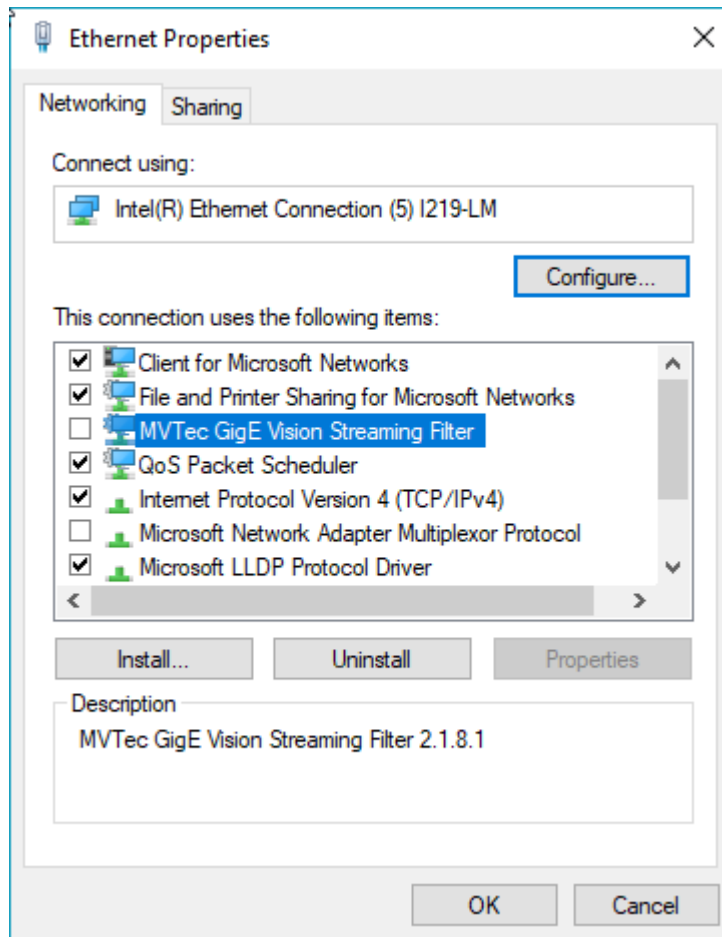 Ethernet Properties
Networking Sharing
Connect using:
Intel(R) Ethernet Connection (5) I219-LM
Configure...
This connection uses the following items:
Client for Microsoft Networks
File and Printer Sharing for Microsoft Networks
MVTec GigE Vision Streaming Filter
QoS Packet Scheduler
Internet Protocol Version 4 (TCP/IPv4)
Microsoft Network Adapter Multiplexor Protocol
Microsoft LLDP Protocol Driver
Install... Uninstall Properties
Description
MVTec GigE Vision Streaming Filter 2.1.8.1
OK Cancel